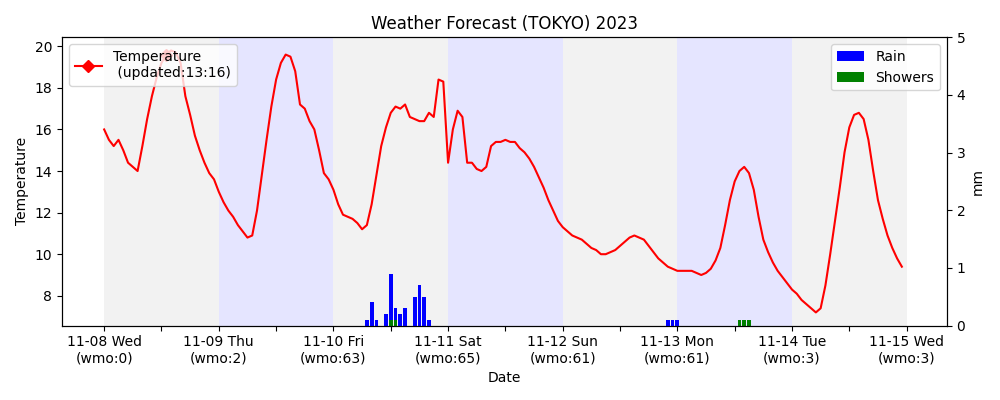 Weather Forecast (TOKYO) 2023
Temperature
(updated:13:16)
Rain
Showers
Temperature
20
18
16
14
12
10
8
5
4
3
2
1
0
mm
11-08 Wed
(wmo:0)
11-09 Thu
(wmo:2)
11-10 Fri
(wmo:63)
11-11 Sat
(wmo:65)
11-12 Sun
(wmo:61)
11-13 Mon
(wmo:61)
11-14 Tue
(wmo:3)
11-15 Wed
(wmo:3)
Date